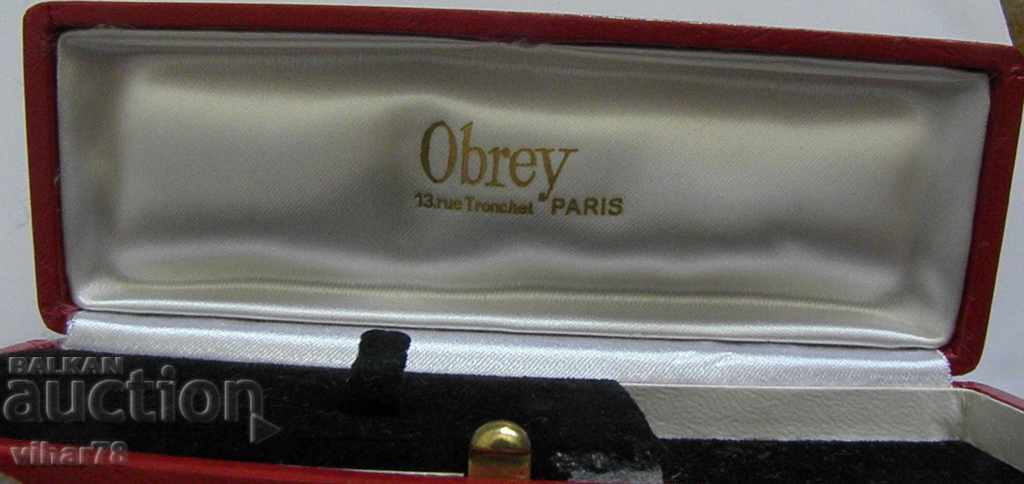 Obrey
13.rue Tronchet PARIS
BALKAN
auction
vihar78